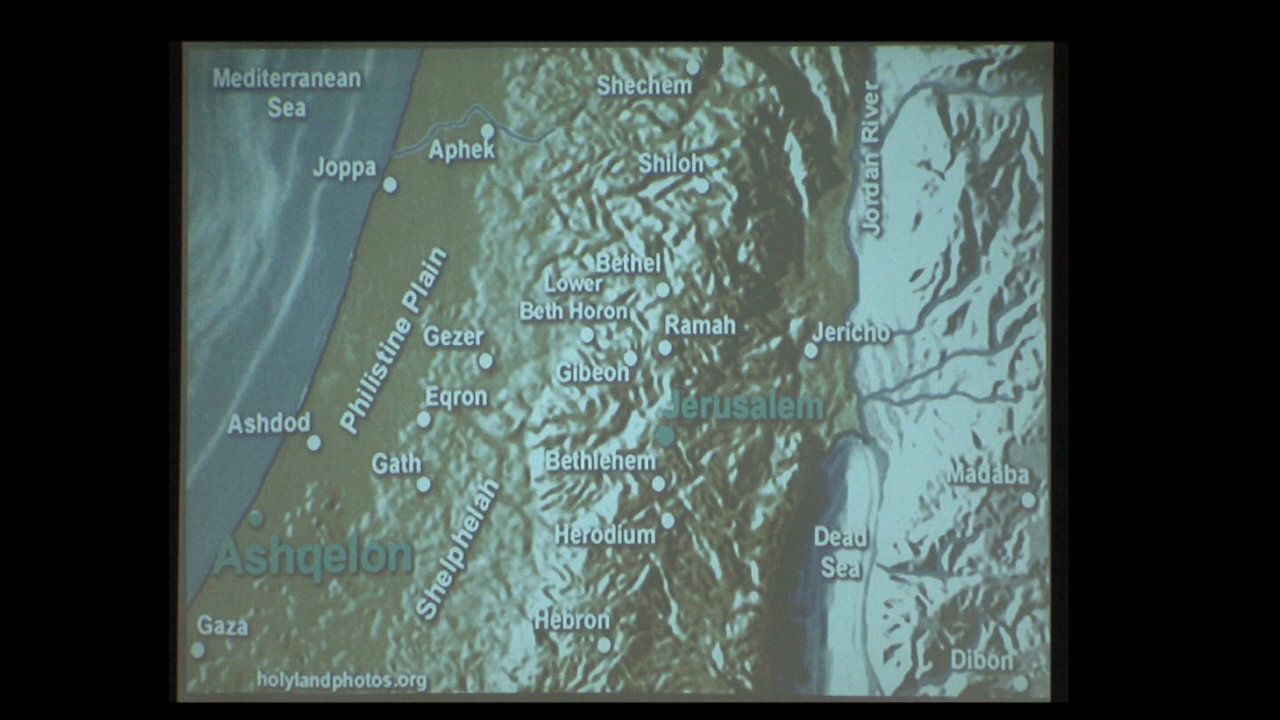 Mediterranean
Sea
Shechem
Jordan River
Aphek
Joppa
Shiloh
Bethel
Lower
Beth Horon
Philistine Plain
Ramah
Jericho
Gezer
Gibeon
Eqron
Jerusalem
Ashdod
Gath
Bethlehem
Madaba
Shelphelah
Herodium
Dead
Sea
Ashqelon
Hebron
Gaza
Dibon
holylandphotos.org